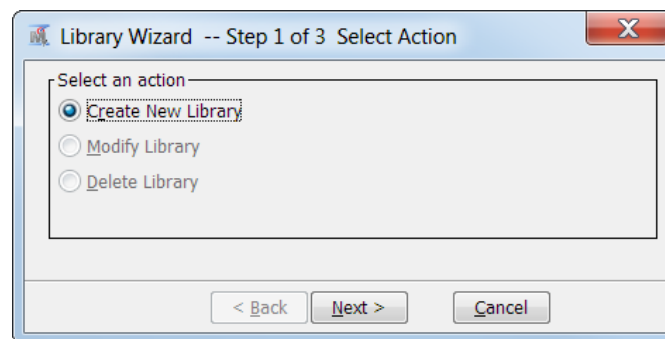 Library Wizard -- Step 1 of 3 Select Action
Select an action
Create New Library
Modify Library
Delete Library
< Back Next > Cancel